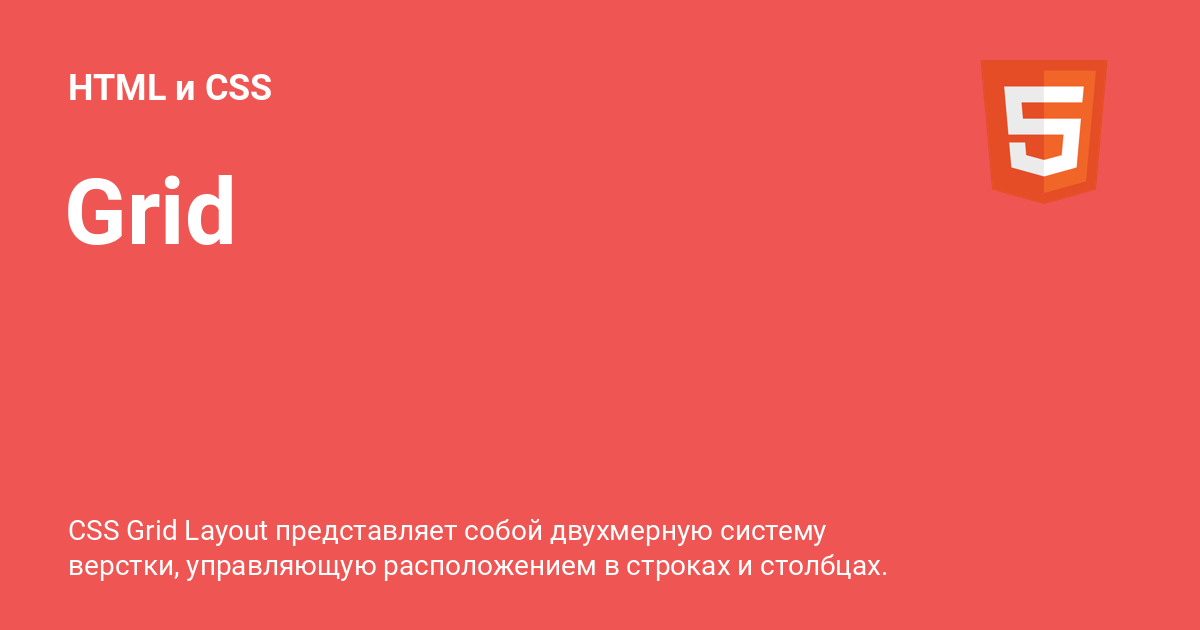 HTML и CSS
Grid
CSS Grid Layout представляет собой двухмерную систему
верстки, управляющую расположением в строках и столбцах.